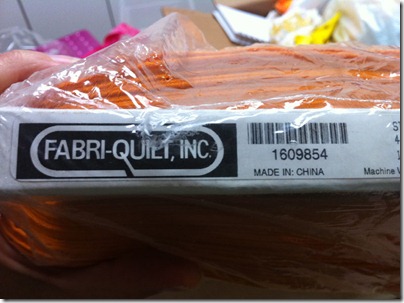 FABRI-QUILT, INC.
1609854
MADE IN: CHINA
Machine